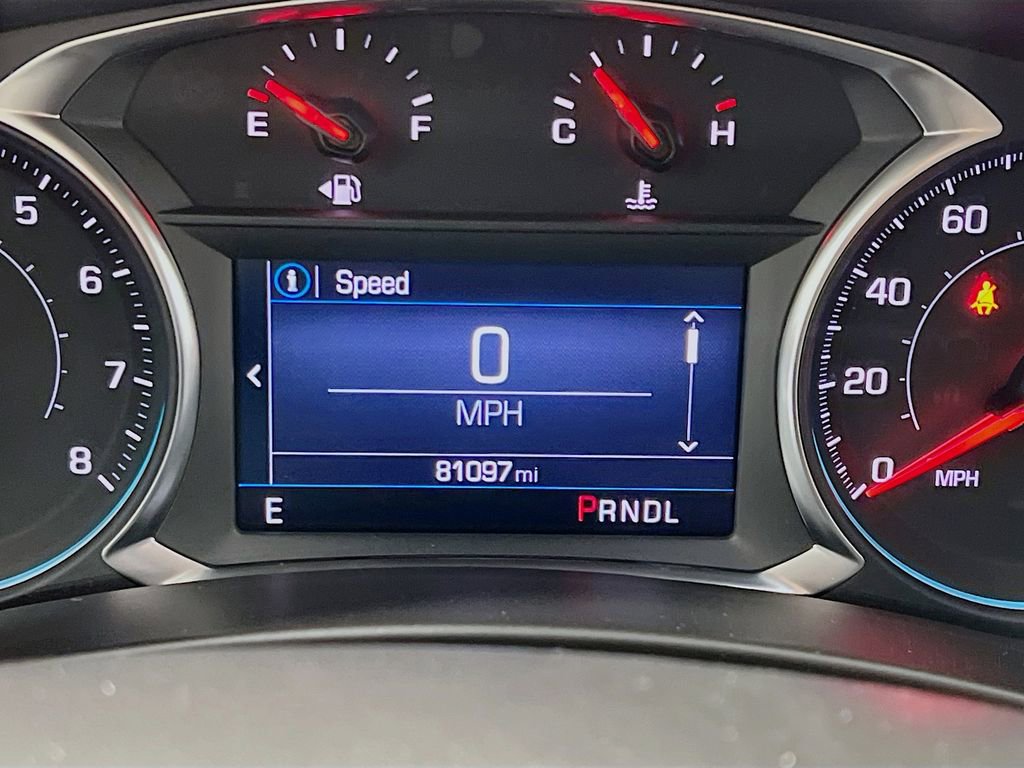 E F
C H
5
6
7
8
i Speed
0
MPH
81097 mi
E PRNDL
60
40
20
0
MPH